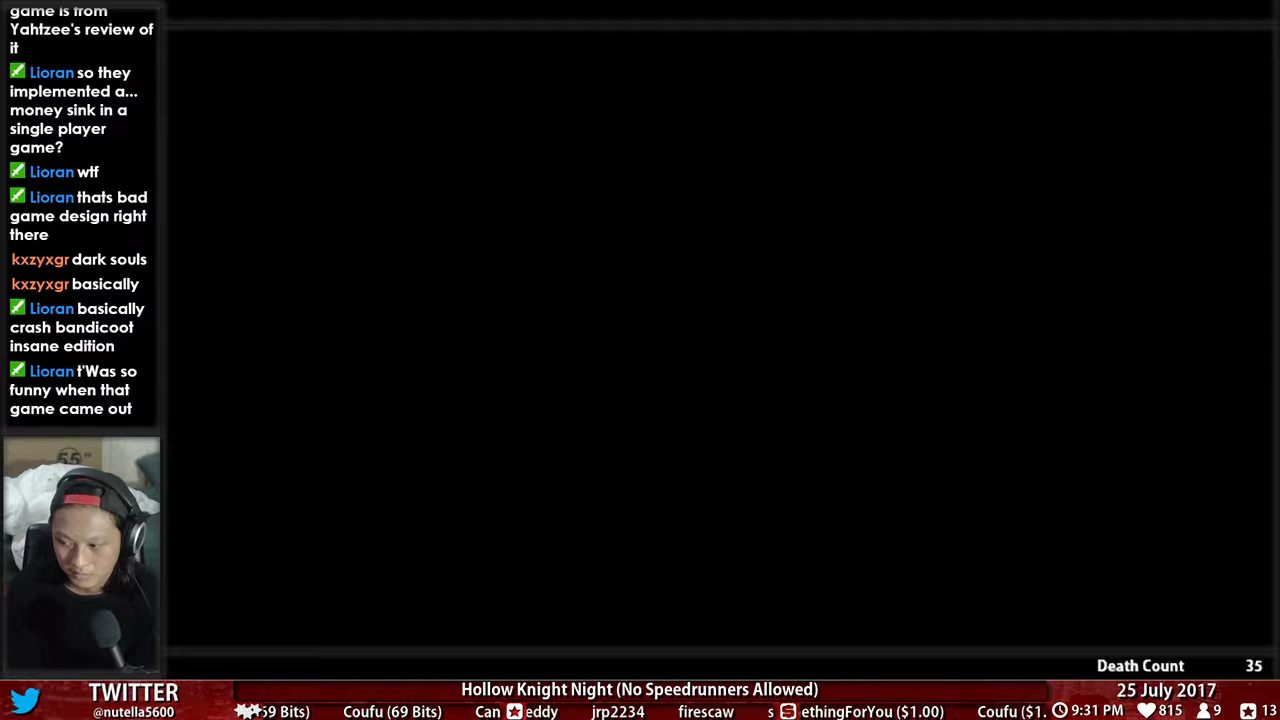 game is from
Yahtzee's review of
it
Lioran so they
implemented a...
money sink in a
single player
game?
Lioran wtf
Lioran thats bad
game design right
there
kxzyxgr dark souls
kxzyxgr basically
Lioran basically
crash bandicoot
insane edition
Lioran t'Was so
funny when that
game came out
55"
Death Count 35
TWITTER
@nutella5600
Hollow Knight Night (No Speedrunners Allowed)
25 July 2017
69 Bits) Coufu (69 Bits) Can eddy jrp2234 firescaw s ethingForYou ($1.00) Coufu ($1.
9:31 PM 815 9 13